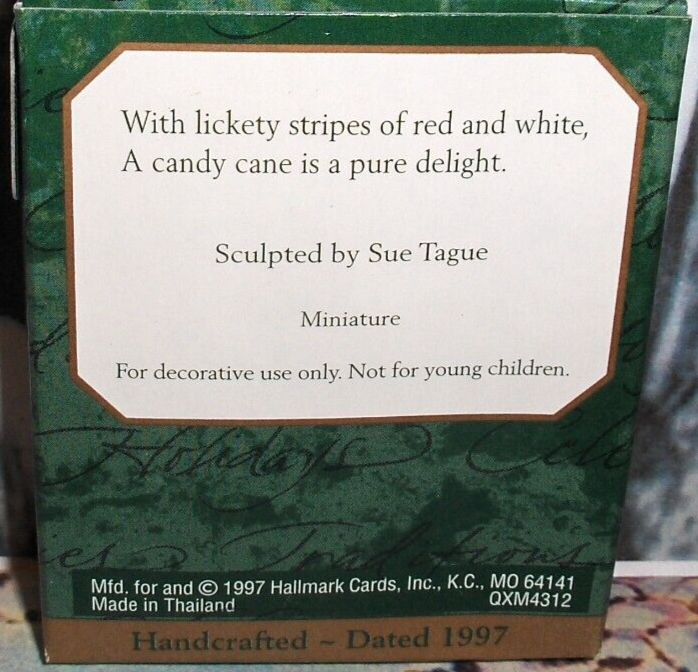 With lickety stripes of red and white,
A candy cane is a pure delight.
Sculpted by Sue Tague
Miniature
For decorative use only. Not for young children.
Holidays
Traditions
Mfd. for and © 1997 Hallmark Cards, Inc., K.C., MO 64141
Made in Thailand QXM4312
Handcrafted ~ Dated 1997